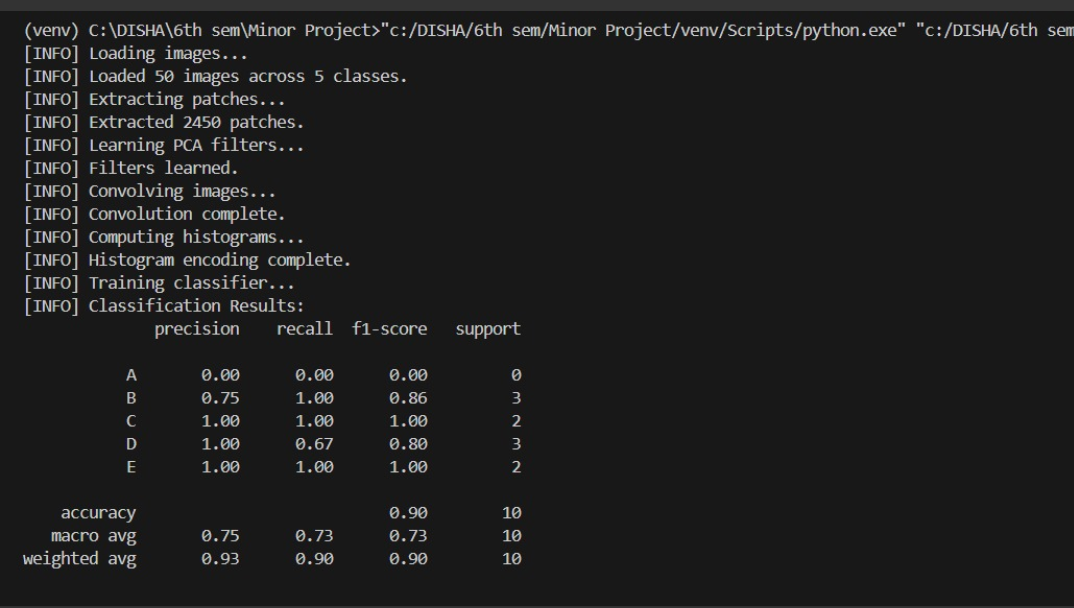 (venv) C:\DISHA\6th sem\Minor Project>"c:/DISHA/6th sem/Minor Project/venv/Scripts/python.exe" "c:/DISHA/6th sem
[INFO] Loading images...
[INFO] Loaded 50 images across 5 classes.
[INFO] Extracting patches...
[INFO] Extracted 2450 patches.
[INFO] Learning PCA filters...
[INFO] Filters learned.
[INFO] Convolving images...
[INFO] Convolution complete.
[INFO] Computing histograms...
[INFO] Histogram encoding complete.
[INFO] Training classifier...
[INFO] Classification Results:
precision recall f1-score support
A 0.00 0.00 0.00 0
B 0.75 1.00 0.86 3
C 1.00 1.00 1.00 2
D 1.00 0.67 0.80 3
E 1.00 1.00 1.00 2
accuracy 0.90 10
macro avg 0.75 0.73 0.73 10
weighted avg 0.93 0.90 0.90 10